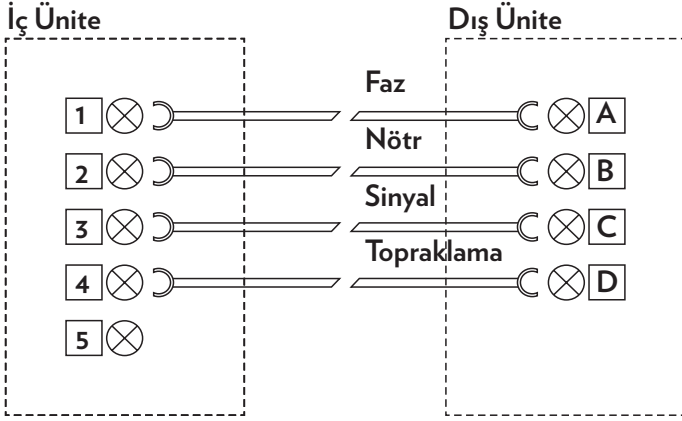 İç Ünite
Dış Ünite
Faz
1
A
Nötr
2
B
Sinyal
3
C
Topraklama
4
D
5